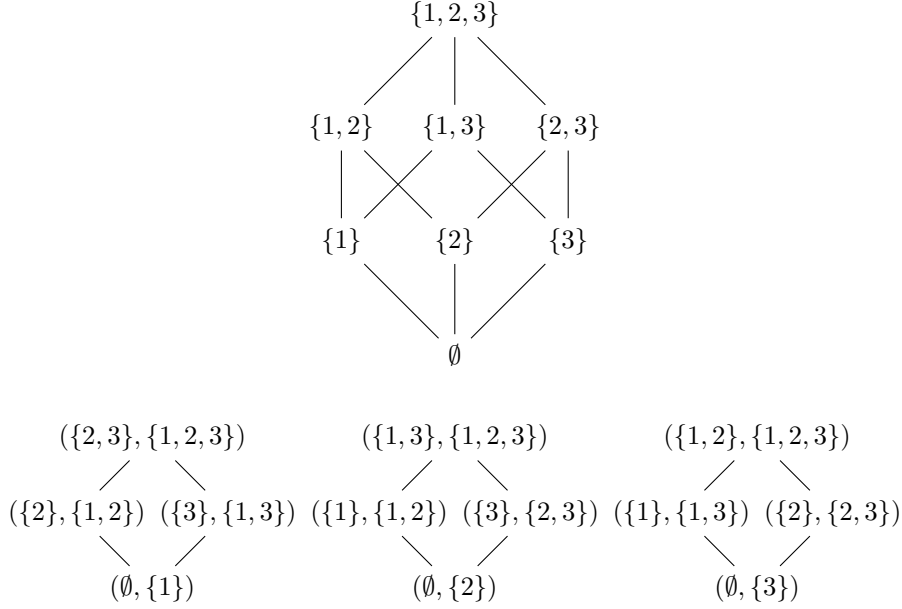 {1, 2, 3}
{1, 2} {1, 3} {2, 3}
{1} {2} {3}
∅
({2, 3}, {1, 2, 3}) ({1, 3}, {1, 2, 3}) ({1, 2}, {1, 2, 3})
({2}, {1, 2}) ({3}, {1, 3}) ({1}, {1, 2}) ({3}, {2, 3}) ({1}, {1, 3}) ({2}, {2, 3})
(∅, {1}) (∅, {2}) (∅, {3})